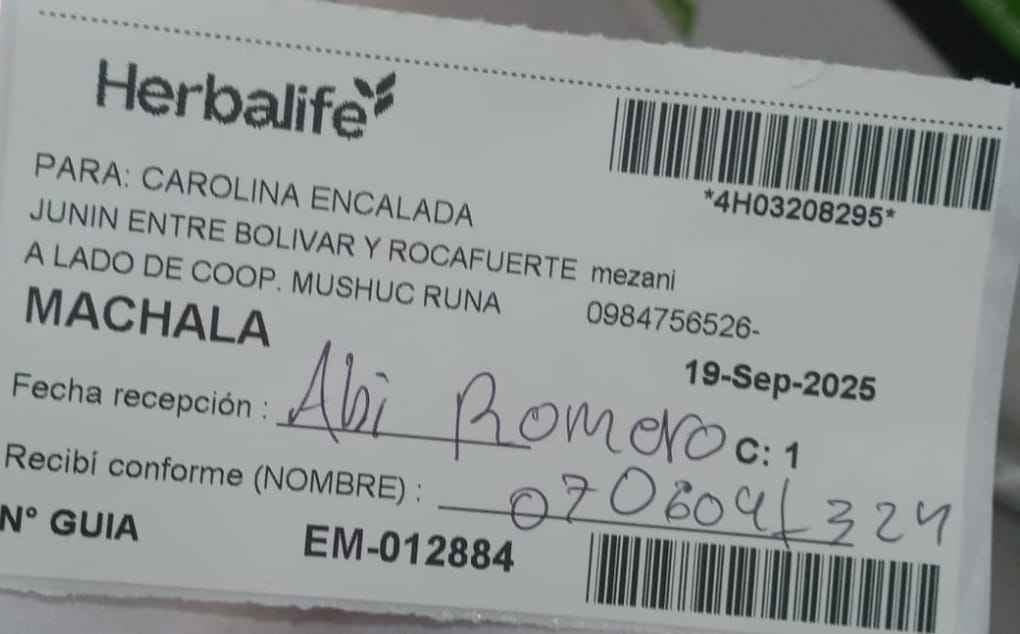 Herbalife
*4H03208295*
PARA: CAROLINA ENCALADA
JUNIN ENTRE BOLIVAR Y ROCAFUERTE mezani
A LADO DE COOP. MUSHUC RUNA 0984756526-
MACHALA
19-Sep-2025
Fecha recepción : Abi Romero C: 1
Recibí conforme (NOMBRE) :
N° GUIA EM-012884